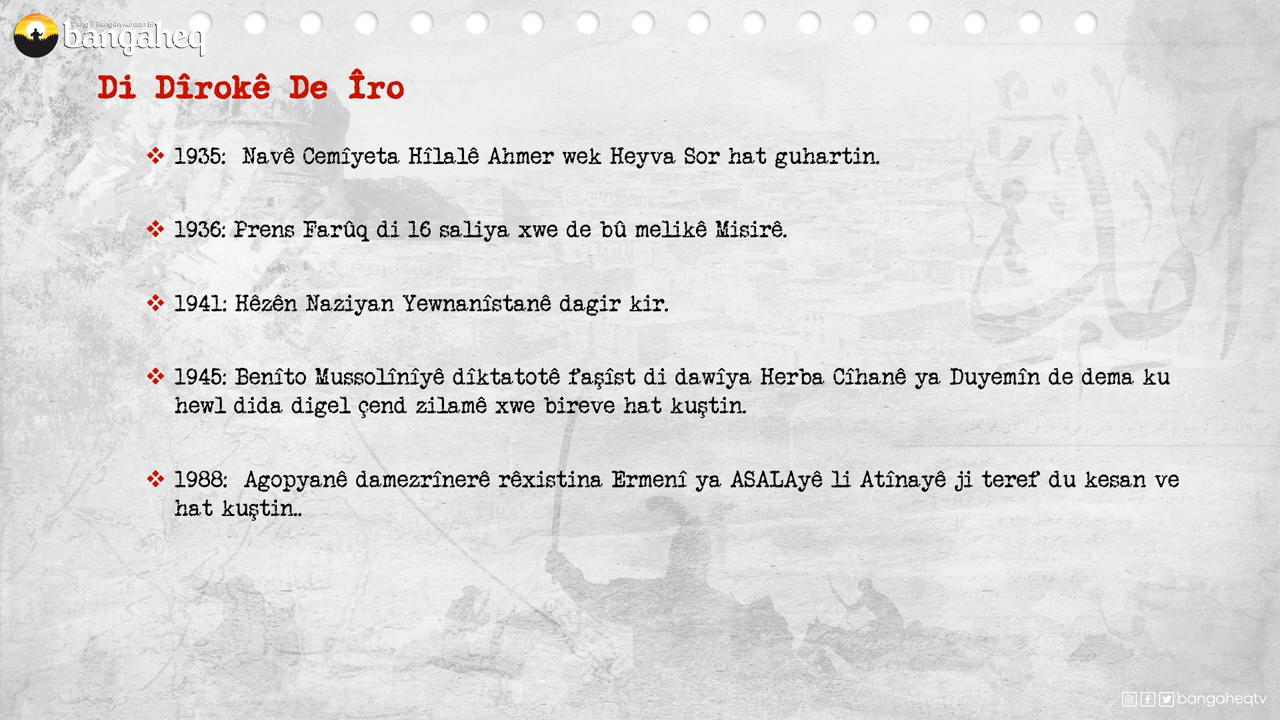 bangaheq
Di Dîrokê De Îro
❖ 1935: Navê Cemîyeta Hîlalê Ahmer wek Heyva Sor hat guhartin.
❖ 1936: Prens Farûq di 16 saliya xwe de bû melikê Misirê.
❖ 1941: Hêzên Naziyan Yewnanîstanê dagir kir.
❖ 1945: Benîto Mussolînîyê dîktatotê faşîst di dawîya Herba Cîhanê ya Duyemîn de dema ku
hewl dida digel çend zilamê xwe bireve hat kuştin.
❖ 1988: Agopyanê damezrînerê rêxistina Ermenî ya ASALAyê li Atînayê ji teref du kesan ve
hat kuştin..
bangaheqtv